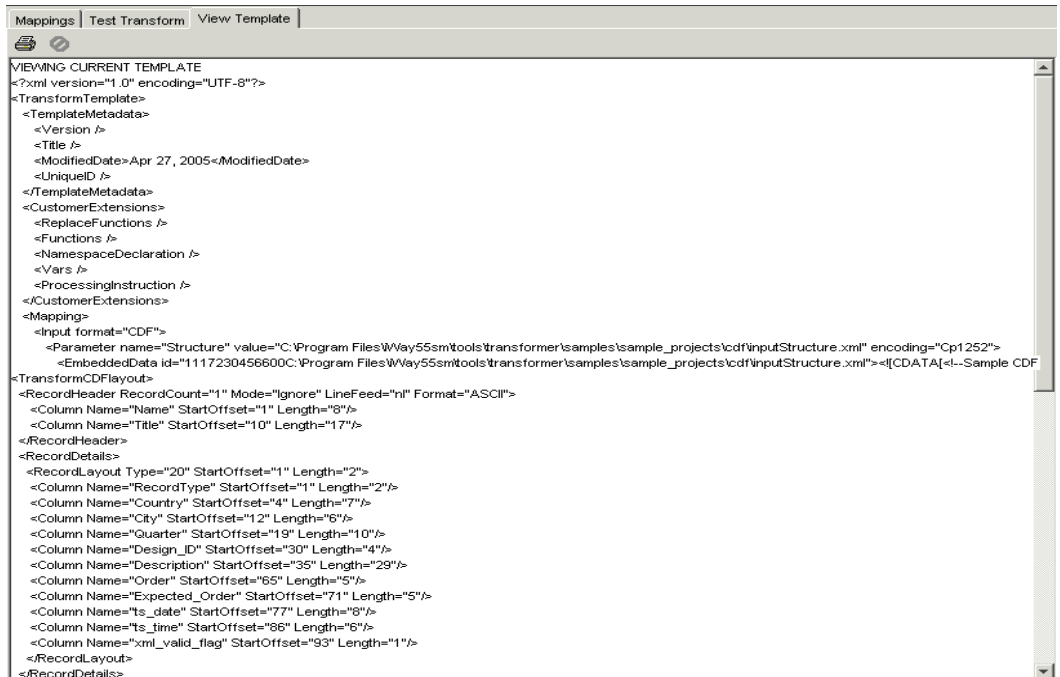 Mappings Test Transform View Template
VIEWING CURRENT TEMPLATE
<?xml version="1.0" encoding="UTF-8"?>
<TransformTemplate>
<TemplateMetadata>
<Version />
<Title />
<ModifiedDate>Apr 27, 2005</ModifiedDate>
<UniqueID />
</TemplateMetadata>
<CustomerExtensions>
<ReplaceFunctions />
<Functions />
<NamespaceDeclaration />
<Vars />
<ProcessingInstruction />
</CustomerExtensions>
<Mapping>
<Input format="CDF">
<Parameter name="Structure" value="C:\Program Files\iWay55sm\tools\transformer\samples\sample_projects\cdf\inputStructure.xml" encoding="Cp1252">
<EmbeddedData id="1117230456600C:\Program Files\iWay55sm\tools\transformer\samples\sample_projects\cdf\inputStructure.xml"><![CDATA[<!--Sample CDF
<TransformCDFlayout>
<RecordHeader RecordCount="1" Mode="Ignore" LineFeed="nl" Format="ASCII">
<Column Name="Name" StartOffset="1" Length="8"/>
<Column Name="Title" StartOffset="10" Length="17"/>
</RecordHeader>
<RecordDetails>
<RecordLayout Type="20" StartOffset="1" Length="2">
<Column Name="RecordType" StartOffset="1" Length="2"/>
<Column Name="Country" StartOffset="4" Length="7"/>
<Column Name="City" StartOffset="12" Length="6"/>
<Column Name="Quarter" StartOffset="19" Length="10"/>
<Column Name="Design_ID" StartOffset="30" Length="4"/>
<Column Name="Description" StartOffset="35" Length="29"/>
<Column Name="Order" StartOffset="65" Length="5"/>
<Column Name="Expected_Order" StartOffset="71" Length="5"/>
<Column Name="ts_date" StartOffset="77" Length="8"/>
<Column Name="ts_time" StartOffset="86" Length="6"/>
<Column Name="xml_valid_flag" StartOffset="93" Length="1"/>
</RecordLayout>
</RecordDetails>